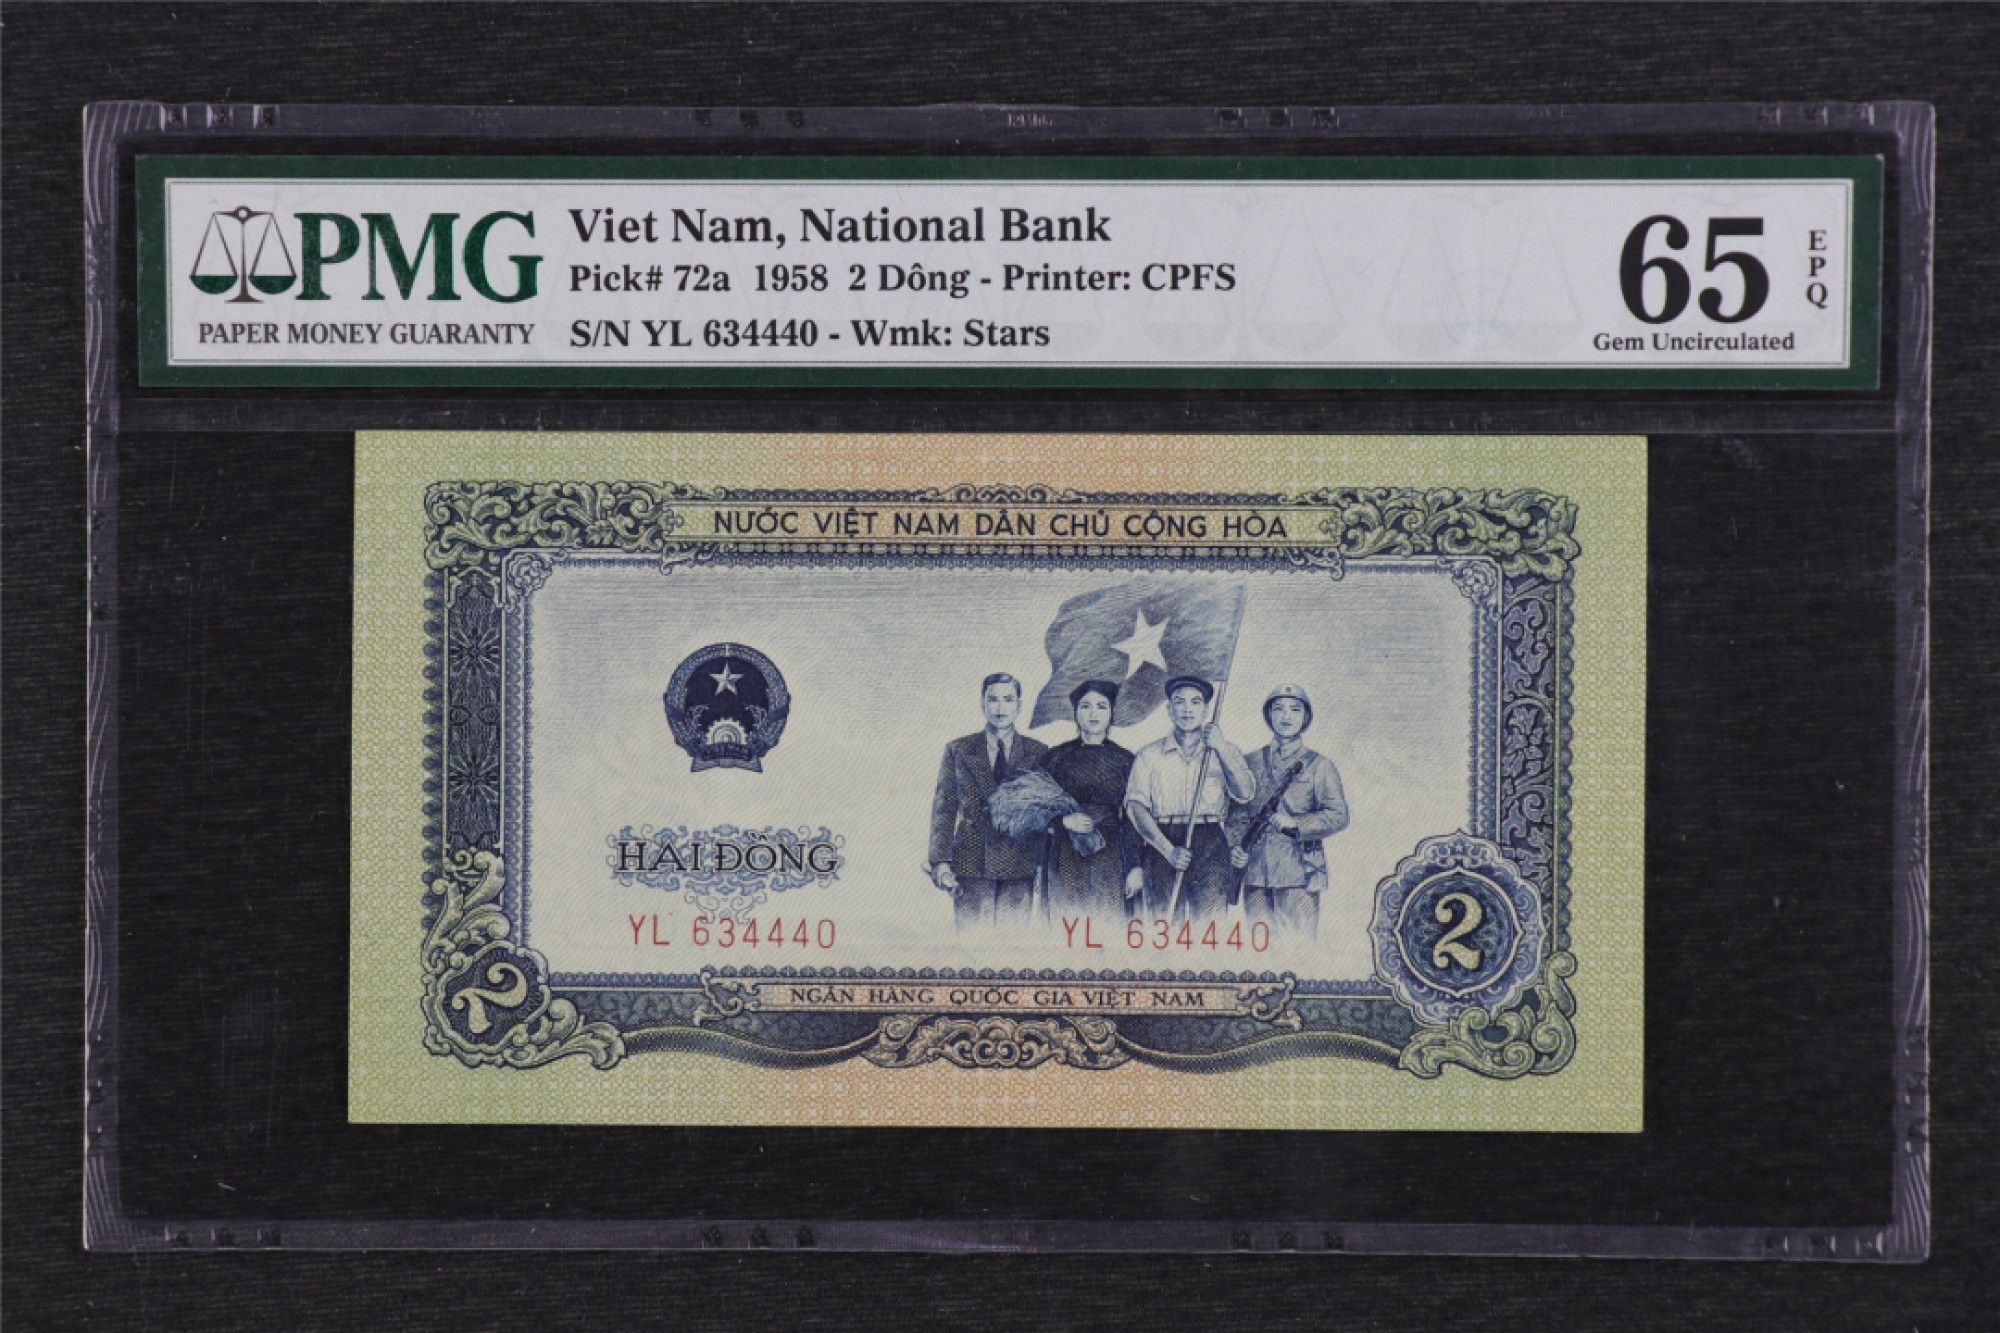 PMG
PAPER MONEY GUARANTY
Viet Nam, National Bank
Pick# 72a 1958 2 Dông - Printer: CPFS
S/N YL 634440 - Wmk: Stars
65
EPQ
Gem Uncirculated
NƯỚC VIỆT NAM DÂN CHỦ CỘNG HÒA
HAI ĐỒNG
YL 634440
YL 634440
2
2
NGÂN HÀNG QUỐC GIA VIỆT NAM